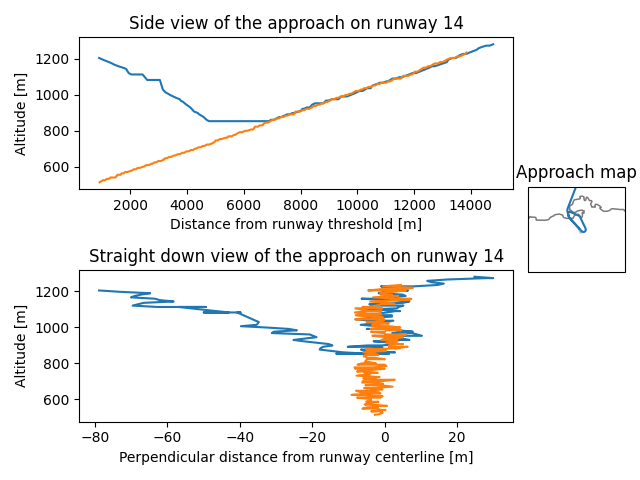 Side view of the approach on runway 14
Altitude [m]
1200
1000
800
600
2000 4000 6000 8000 10000 12000 14000
Distance from runway threshold [m]
Approach map
Straight down view of the approach on runway 14
Altitude [m]
1200
1000
800
600
−80 −60 −40 −20 0 20
Perpendicular distance from runway centerline [m]